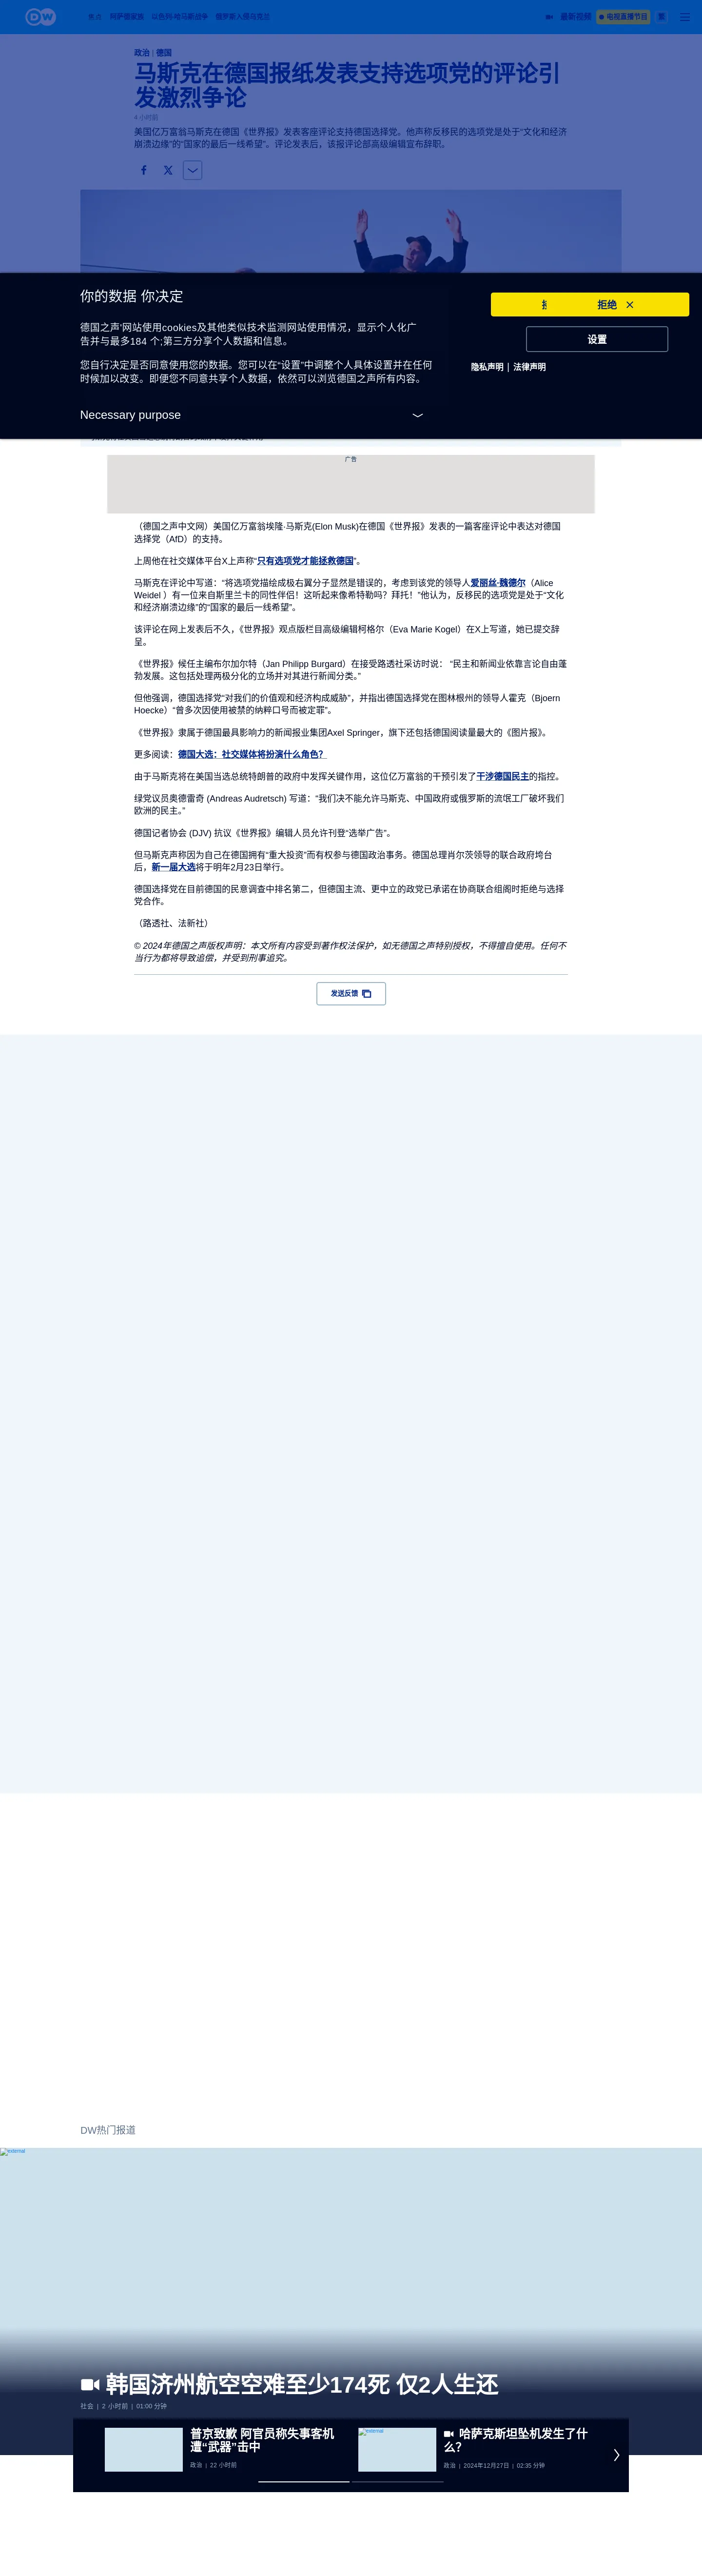 DW
焦点 阿萨德家族 以色列-哈马斯战争 俄罗斯入侵乌克兰
最新视频 电视直播节目 繁
政治 | 德国
马斯克在德国报纸发表支持选项党的评论引
发激烈争论
4 小时前
美国亿万富翁马斯克在德国《世界报》发表客座评论支持德国选择党。他声称反移民的选项党是处于“文化和经济
崩溃边缘”的“国家的最后一线希望”。评论发表后，该报评论部高级编辑宣布辞职。
你的数据 你决定
德国之声'网站使用cookies及其他类似技术监测网站使用情况，显示个人化广
告并与最多184 个;第三方分享个人数据和信息。
您自行决定是否同意使用您的数据。您可以在“设置”中调整个人具体设置并在任何
时候加以改变。即便您不同意共享个人数据，依然可以浏览德国之声所有内容。
Necessary purpose
拒绝
设置
隐私声明 | 法律声明
广告
（德国之声中文网）美国亿万富翁埃隆·马斯克(Elon Musk)在德国《世界报》发表的一篇客座评论中表达对德国
选择党（AfD）的支持。
上周他在社交媒体平台X上声称“只有选项党才能拯救德国”。
马斯克在评论中写道：“将选项党描绘成极右翼分子显然是错误的，考虑到该党的领导人爱丽丝·魏德尔（Alice
Weidel ）有一位来自斯里兰卡的同性伴侣！这听起来像希特勒吗？拜托！”他认为，反移民的选项党是处于“文化
和经济崩溃边缘”的“国家的最后一线希望”。
该评论在网上发表后不久，《世界报》观点版栏目高级编辑柯格尔（Eva Marie Kogel）在X上写道，她已提交辞
呈。
《世界报》候任主编布尔加尔特（Jan Philipp Burgard）在接受路透社采访时说： “民主和新闻业依靠言论自由蓬
勃发展。这包括处理两极分化的立场并对其进行新闻分类。”
但他强调，德国选择党“对我们的价值观和经济构成威胁”，并指出德国选择党在图林根州的领导人霍克（Bjoern
Hoecke）“曾多次因使用被禁的纳粹口号而被定罪”。
《世界报》隶属于德国最具影响力的新闻报业集团Axel Springer，旗下还包括德国阅读量最大的《图片报》。
更多阅读：德国大选：社交媒体将扮演什么角色？
由于马斯克将在美国当选总统特朗普的政府中发挥关键作用，这位亿万富翁的干预引发了干涉德国民主的指控。
绿党议员奥德雷奇 (Andreas Audretsch) 写道：“我们决不能允许马斯克、中国政府或俄罗斯的流氓工厂破坏我们
欧洲的民主。”
德国记者协会 (DJV) 抗议《世界报》编辑人员允许刊登“选举广告”。
但马斯克声称因为自己在德国拥有“重大投资”而有权参与德国政治事务。德国总理肖尔茨领导的联合政府垮台
后，新一届大选将于明年2月23日举行。
德国选择党在目前德国的民意调查中排名第二，但德国主流、更中立的政党已承诺在协商联合组阁时拒绝与选择
党合作。
（路透社、法新社）
© 2024年德国之声版权声明：本文所有内容受到著作权法保护，如无德国之声特别授权，不得擅自使用。任何不
当行为都将导致追偿，并受到刑事追究。
发送反馈
DW热门报道
external
韩国济州航空空难至少174死 仅2人生还
社会 | 2 小时前 | 01:00 分钟
普京致歉 阿官员称失事客机
遭“武器”击中
政治 | 22 小时前
external
哈萨克斯坦坠机发生了什
么？
政治 | 2024年12月27日 | 02:35 分钟